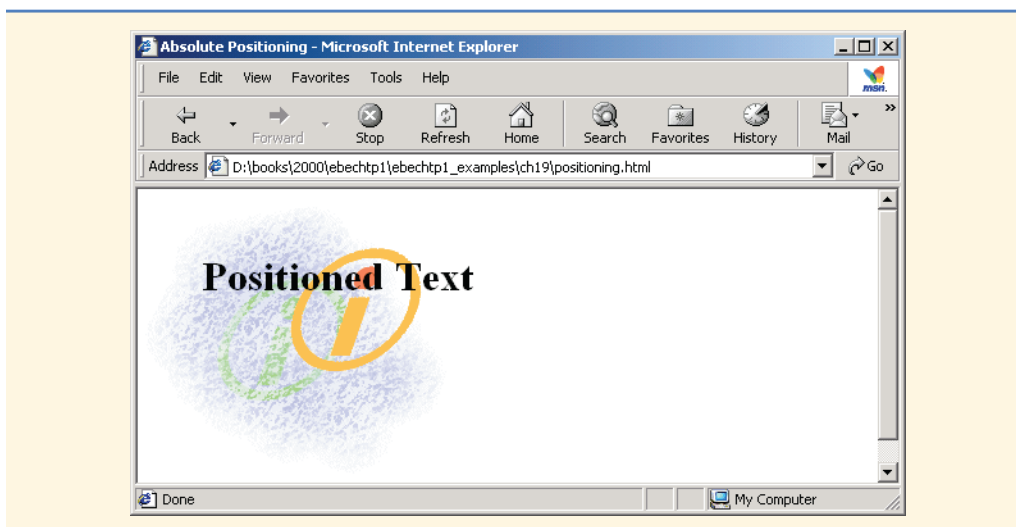 Absolute Positioning - Microsoft Internet Explorer
File Edit View Favorites Tools Help
msn.
Back Forward Stop Refresh Home Search Favorites History Mail »
Address D:\books\2000\ebechtp1\ebechtp1_examples\ch19\positioning.html Go
Positioned Text
i
i
Done My Computer